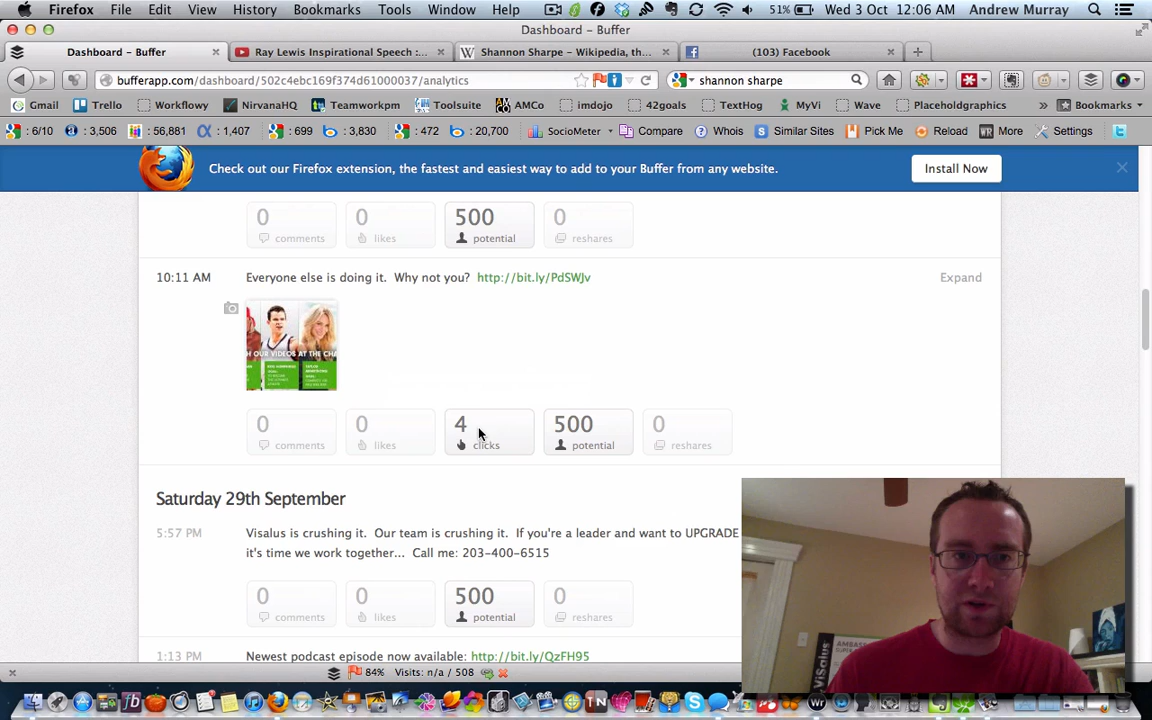 Firefox File Edit View History Bookmarks Tools Window Help 51% Wed 3 Oct 12:06 AM Andrew Murray
Dashboard - Buffer
Dashboard - Buffer Ray Lewis Inspirational Speech :... Shannon Sharpe – Wikipedia, th... (103) Facebook
bufferapp.com/dashboard/502c4ebc169f374d61000037/analytics shannon sharpe
Gmail Trello Workflowy NirvanaHQ Teamworkpm Toolsuite AMCo imdojo 42goals TextHog MyVi Wave Placeholdgraphics » Bookmarks
: 6/10 : 3,506 : 56,881 : 1,407 : 699 : 3,830 : 472 : 20,700 SocioMeter Compare Whois Similar Sites Pick Me Reload More Settings
Check out our Firefox extension, the fastest and easiest way to add to your Buffer from any website. Install Now
0 0 500 0
comments likes potential reshares
10:11 AM Everyone else is doing it. Why not you? http://bit.ly/PdSWJv Expand
H OUR VIDEOS AT THE CHA
0 0 4 500 0
comments likes clicks potential reshares
Saturday 29th September
5:57 PM Visalus is crushing it. Our team is crushing it. If you're a leader and want to UPGRADE
it's time we work together... Call me: 203-400-6515
0 0 500 0
comments likes potential reshares
1:13 PM Newest podcast episode now available: http://bit.ly/QzFH95
84% Visits: n/a / 508
ViSalus